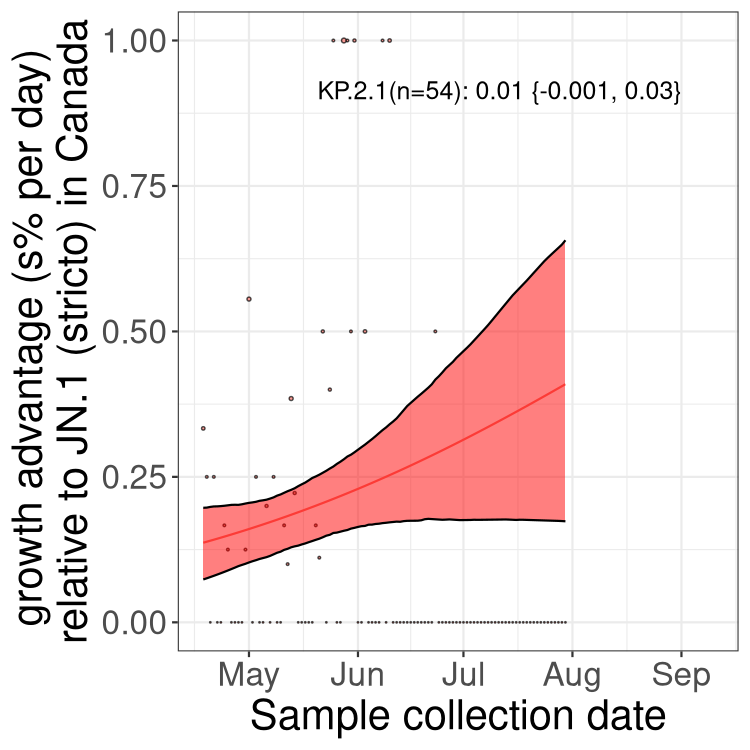 growth advantage (s% per day)
relative to JN.1 (stricto) in Canada
1.00
0.75
0.50
0.25
0.00
KP.2.1(n=54): 0.01 {-0.001, 0.03}
May Jun Jul Aug Sep
Sample collection date